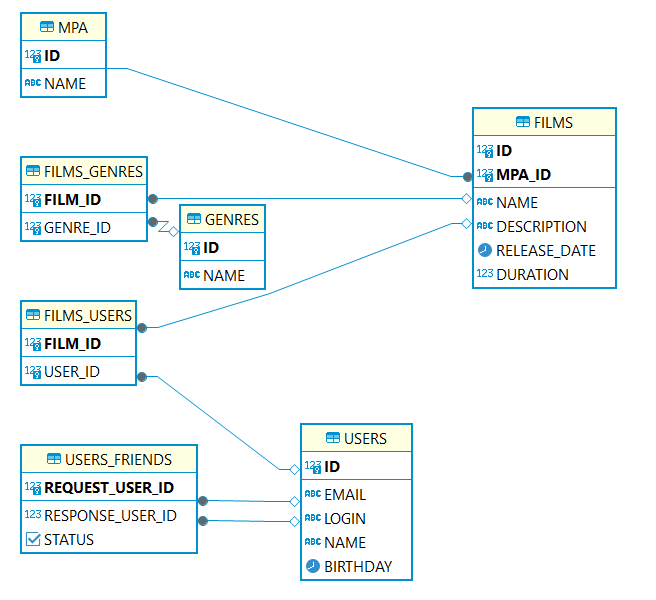 MPA
123 ID
ABC NAME
FILMS
123 ID
123 MPA_ID
ABC NAME
ABC DESCRIPTION
RELEASE_DATE
123 DURATION
FILMS_GENRES
123 FILM_ID
123 GENRE_ID
GENRES
123 ID
ABC NAME
FILMS_USERS
123 FILM_ID
123 USER_ID
USERS
123 ID
ABC EMAIL
ABC LOGIN
ABC NAME
BIRTHDAY
USERS_FRIENDS
123 REQUEST_USER_ID
123 RESPONSE_USER_ID
STATUS